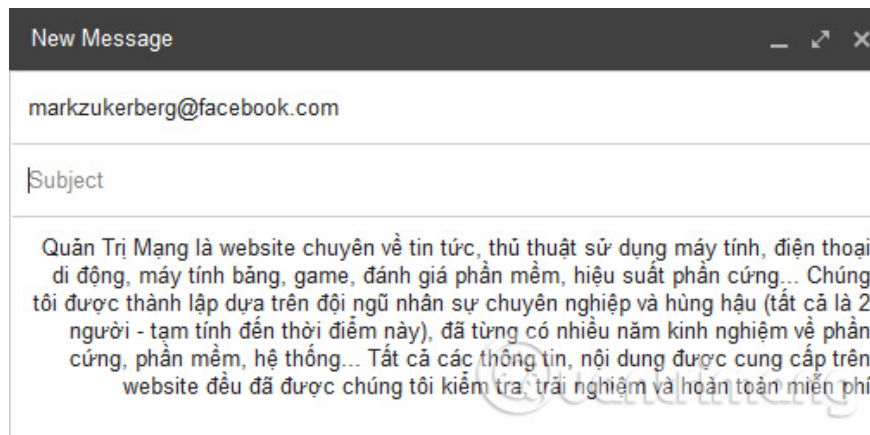 New Message
markzukerberg@facebook.com
Subject
Quản Trị Mạng là website chuyên về tin tức, thủ thuật sử dụng máy tính, điện thoại
di động, máy tính bảng, game, đánh giá phần mềm, hiệu suất phần cứng... Chúng
tôi được thành lập dựa trên đội ngũ nhân sự chuyên nghiệp và hùng hậu (tất cả là 2
người - tạm tính đến thời điểm này), đã từng có nhiều năm kinh nghiệm về phần
cứng, phần mềm, hệ thống... Tất cả các thông tin, nội dung được cung cấp trên
website đều đã được chúng tôi kiểm tra, trải nghiệm và hoàn toàn miễn phí
quantrimang